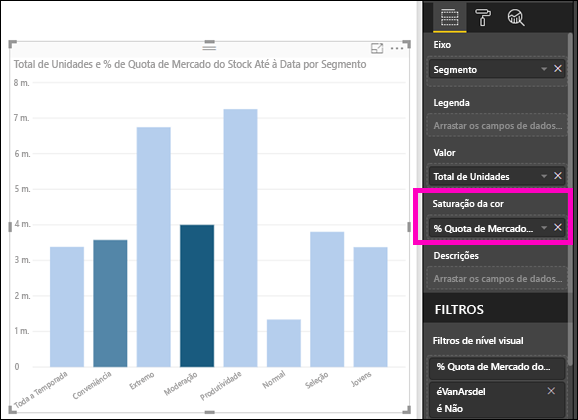 Total de Unidades e % de Quota de Mercado do Stock Até à Data por Segmento
8 m.
7 m.
6 m.
5 m.
4 m.
3 m.
2 m.
1 m.
0
Toda a Temporada
Conveniência
Extremo
Moderação
Produtividade
Normal
Seleção
Jovens
Eixo
Segmento
Legenda
Arrastar os campos de dados...
Valor
Total de Unidades
Saturação da cor
% Quota de Mercado...
Descrições
Arrastar os campos de dados...
FILTROS
Filtros de nível visual
% Quota de Mercado do...
éVanArsdel
é Não